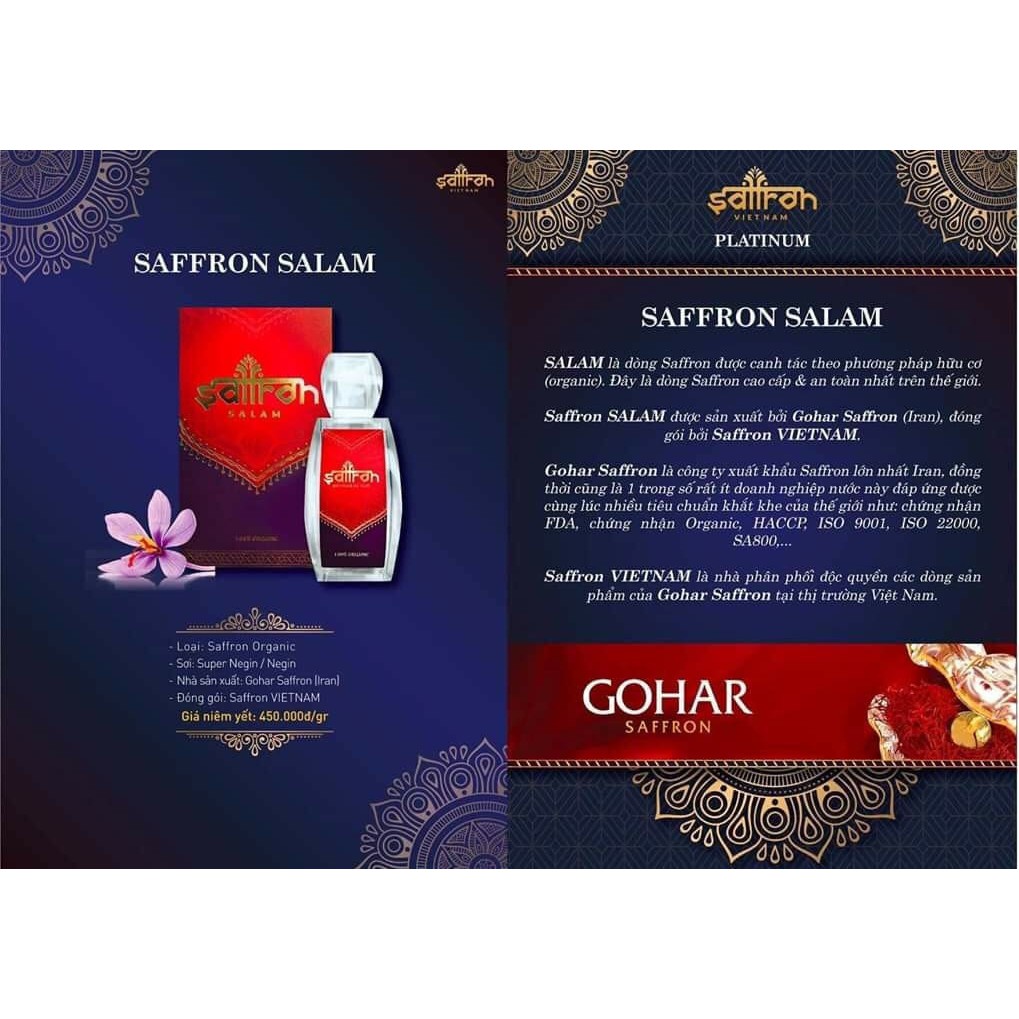 saffron
VIETNAM
SAFFRON SALAM
saffron
SALAM
saffron
100% ORGANIC
100% ORGANIC
- Loại: Saffron Organic
- Sợi: Super Negin / Negin
- Nhà sản xuất: Gohar Saffron (Iran)
- Đóng gói: Saffron VIETNAM
Giá niêm yết: 450.000đ/gr
saffron
VIETNAM
PLATINUM
SAFFRON SALAM
SALAM là dòng Saffron được canh tác theo phương pháp hữu cơ
(organic). Đây là dòng Saffron cao cấp & an toàn nhất trên thế giới.
Saffron SALAM được sản xuất bởi Gohar Saffron (Iran), đóng
gói bởi Saffron VIETNAM.
Gohar Saffron là công ty xuất khẩu Saffron lớn nhất Iran, đồng
thời cũng là 1 trong số rất ít doanh nghiệp nước này đáp ứng được
cùng lúc nhiều tiêu chuẩn khắt khe của thế giới như: chứng nhận
FDA, chứng nhận Organic, HACCP, ISO 9001, ISO 22000,
SA800,...
Saffron VIETNAM là nhà phân phối độc quyền các dòng sản
phẩm của Gohar Saffron tại thị trường Việt Nam.
GOHAR
SAFFRON